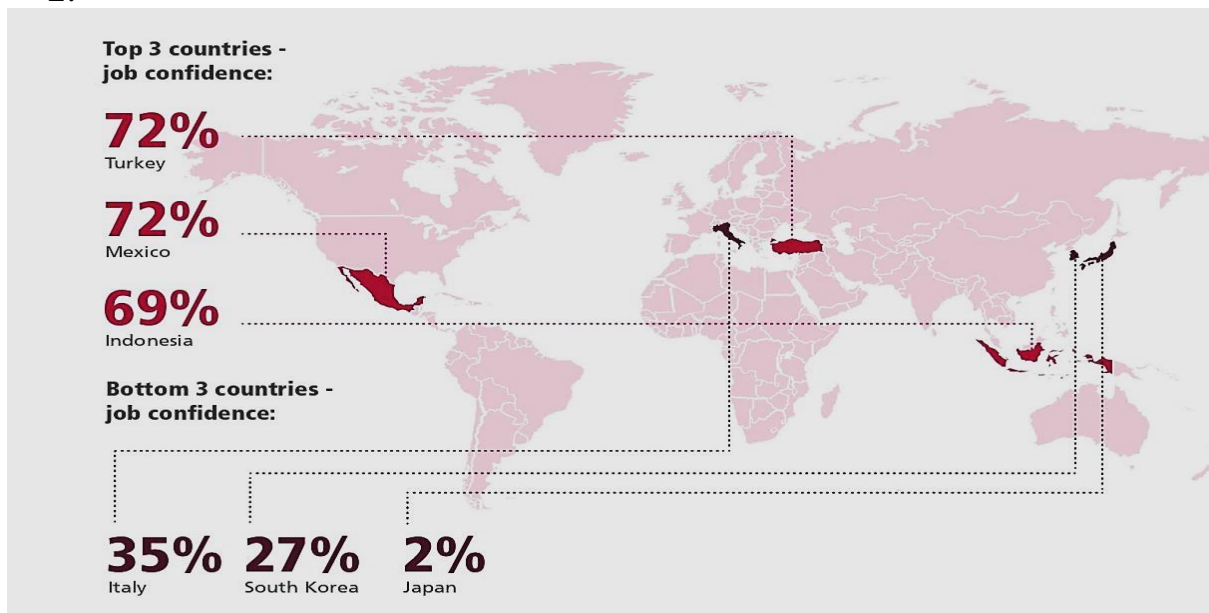 Top 3 countries -
job confidence:
72%
Turkey
72%
Mexico
69%
Indonesia
Bottom 3 countries -
job confidence:
35%
Italy
27%
South Korea
2%
Japan